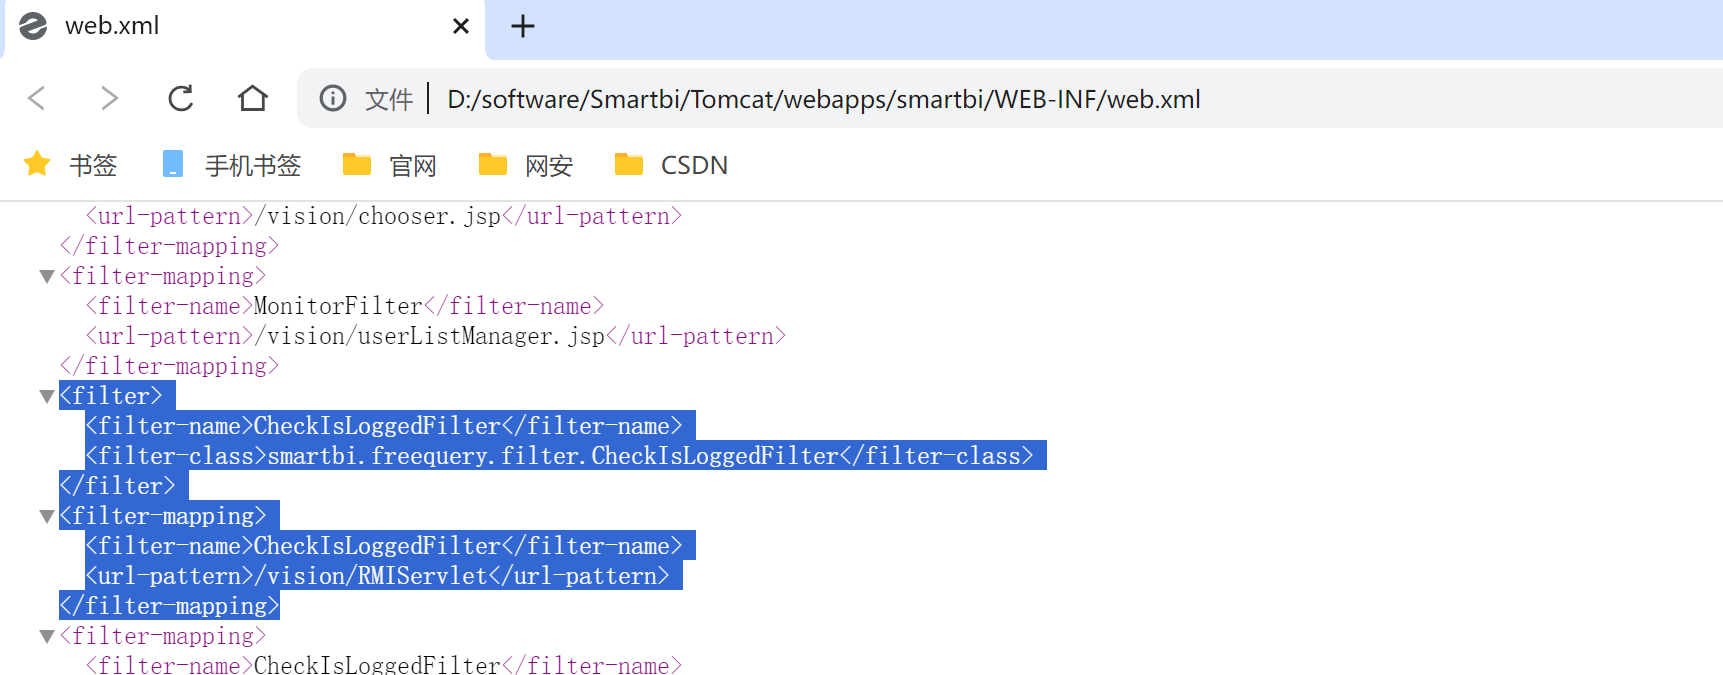 web.xml
文件 D:/software/Smartbi/Tomcat/webapps/smartbi/WEB-INF/web.xml
书签 手机书签 官网 网安 CSDN
<url-pattern>/vision/chooser.jsp</url-pattern>
</filter-mapping>
<filter-mapping>
<filter-name>MonitorFilter</filter-name>
<url-pattern>/vision/userListManager.jsp</url-pattern>
</filter-mapping>
<filter>
<filter-name>CheckIsLoggedFilter</filter-name>
<filter-class>smartbi.freequery.filter.CheckIsLoggedFilter</filter-class>
</filter>
<filter-mapping>
<filter-name>CheckIsLoggedFilter</filter-name>
<url-pattern>/vision/RMIServlet</url-pattern>
</filter-mapping>
<filter-mapping>
<filter-name>CheckIsLoggedFilter</filter-name>